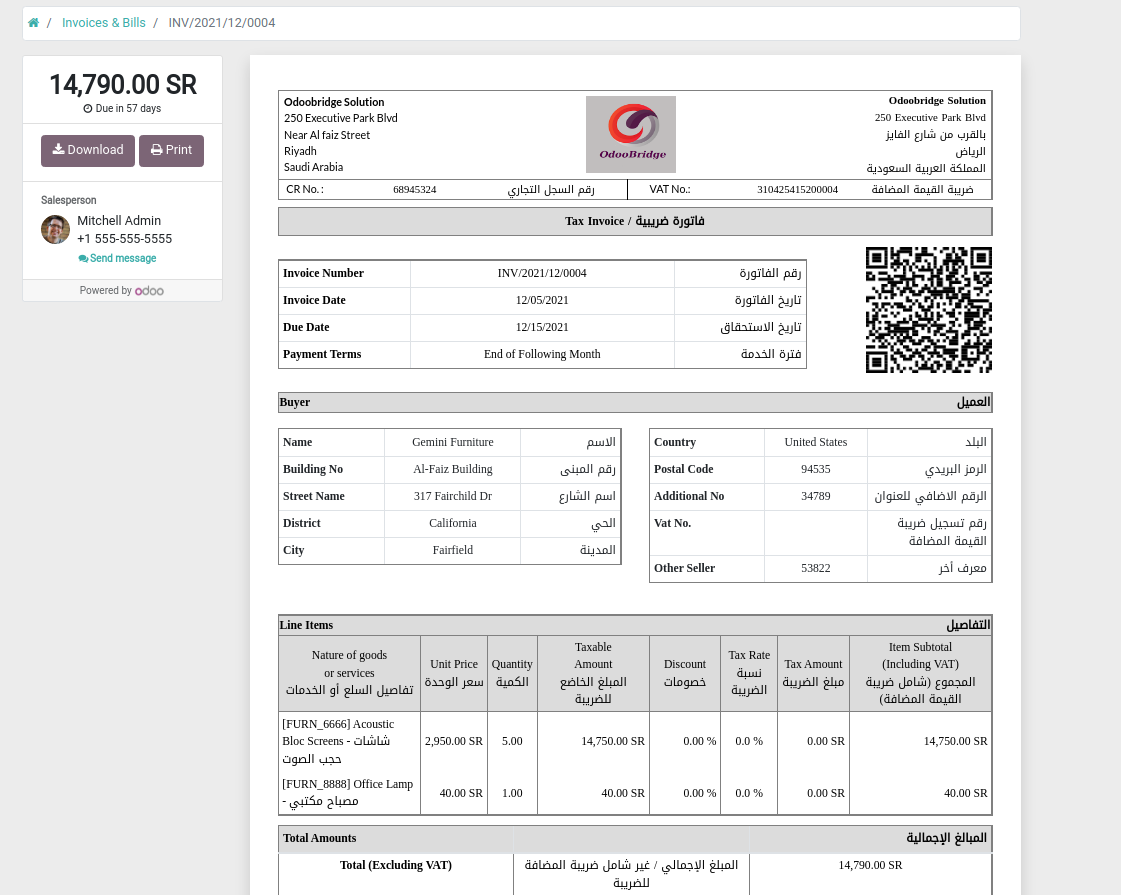 / Invoices & Bills / INV/2021/12/0004
14,790.00 SR
Due in 57 days
Download Print
Salesperson
Mitchell Admin
+1 555-555-5555
Send message
Powered by odoo
Odoobridge Solution
250 Executive Park Blvd
Near Al faiz Street
Riyadh
Saudi Arabia
OdooBridge
Odoobridge Solution
250 Executive Park Blvd
بالقرب من شارع الفايز
الرياض
المملكة العربية السعودية
CR No. : 68945324 رقم السجل التجاري VAT No.: 310425415200004 ضريبة القيمة المضافة
Tax Invoice / فاتورة ضريبية
Invoice Number INV/2021/12/0004 رقم الفاتورة
Invoice Date 12/05/2021 تاريخ الفاتورة
Due Date 12/15/2021 تاريخ الاستحقاق
Payment Terms End of Following Month فترة الخدمة
Buyer العميل
Name Gemini Furniture الاسم
Building No Al-Faiz Building رقم المبنى
Street Name 317 Fairchild Dr اسم الشارع
District California الحي
City Fairfield المدينة
Country United States البلد
Postal Code 94535 الرمز البريدي
Additional No 34789 الرقم الاضافي للعنوان
Vat No. رقم تسجيل ضريبة
القيمة المضافة
Other Seller 53822 معرف أخر
Line Items التفاصيل
Nature of goods
or services
تفاصيل السلع أو الخدمات
Unit Price
سعر الوحدة
Quantity
الكمية
Taxable
Amount
المبلغ الخاضع
للضريبة
Discount
خصومات
Tax Rate
نسبة
الضريبة
Tax Amount
مبلغ الضريبة
Item Subtotal
(Including VAT)
المجموع (شامل ضريبة
القيمة المضافة)
[FURN_6666] Acoustic
Bloc Screens - شاشات
حجب الصوت
2,950.00 SR 5.00 14,750.00 SR 0.00 % 0.0 % 0.00 SR 14,750.00 SR
[FURN_8888] Office Lamp
- مصباح مكتبي
40.00 SR 1.00 40.00 SR 0.00 % 0.0 % 0.00 SR 40.00 SR
Total Amounts المبالغ الإجمالية
Total (Excluding VAT) المبلغ الإجمالي / غير شامل ضريبة المضافة
للضريبة
14,790.00 SR